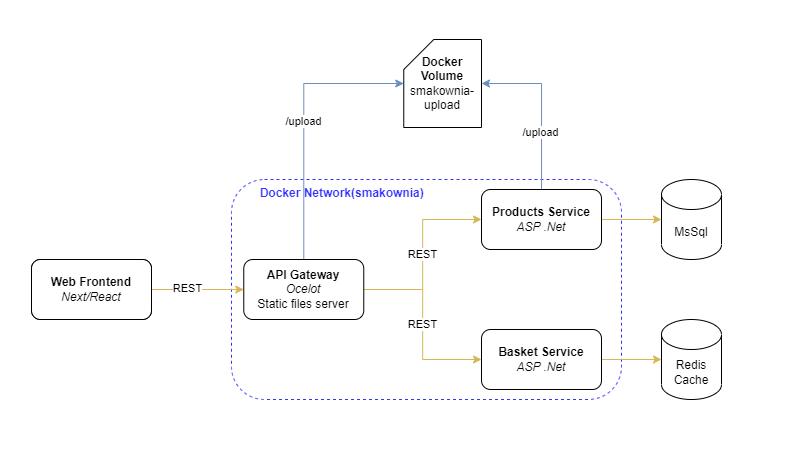 Docker
Volume
smakownia-
upload
/upload
/upload
Docker Network(smakownia)
Products Service
ASP .Net
MsSql
REST
Web Frontend
Next/React
REST
API Gateway
Ocelot
Static files server
REST
Basket Service
ASP .Net
Redis
Cache